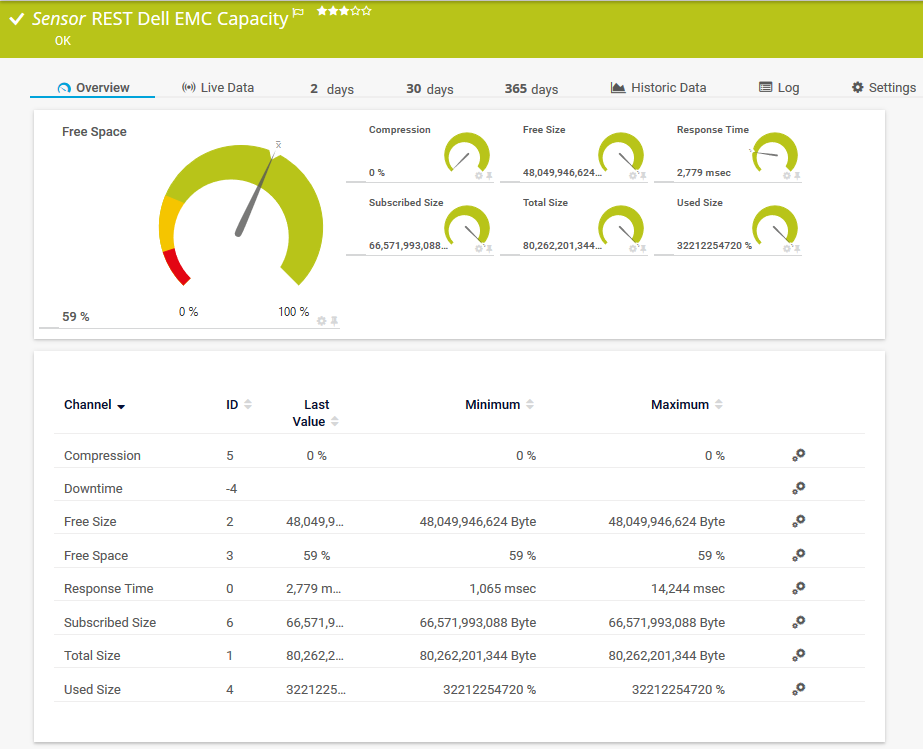 Sensor REST Dell EMC Capacity
OK
Overview
Live Data
2 days
30 days
365 days
Historic Data
Log
Settings
Free Space
x̄
59 %
0 %
100 %
Compression
0 %
Free Size
48,049,946,624...
Response Time
2,779 msec
Subscribed Size
66,571,993,088...
Total Size
80,262,201,344...
Used Size
32212254720 %
Channel ID Last Value Minimum Maximum
Compression 5 0 % 0 % 0 %
Downtime -4
Free Size 2 48,049,9... 48,049,946,624 Byte 48,049,946,624 Byte
Free Space 3 59 % 59 % 59 %
Response Time 0 2,779 m... 1,065 msec 14,244 msec
Subscribed Size 6 66,571,9... 66,571,993,088 Byte 66,571,993,088 Byte
Total Size 1 80,262,2... 80,262,201,344 Byte 80,262,201,344 Byte
Used Size 4 3221225... 32212254720 % 32212254720 %